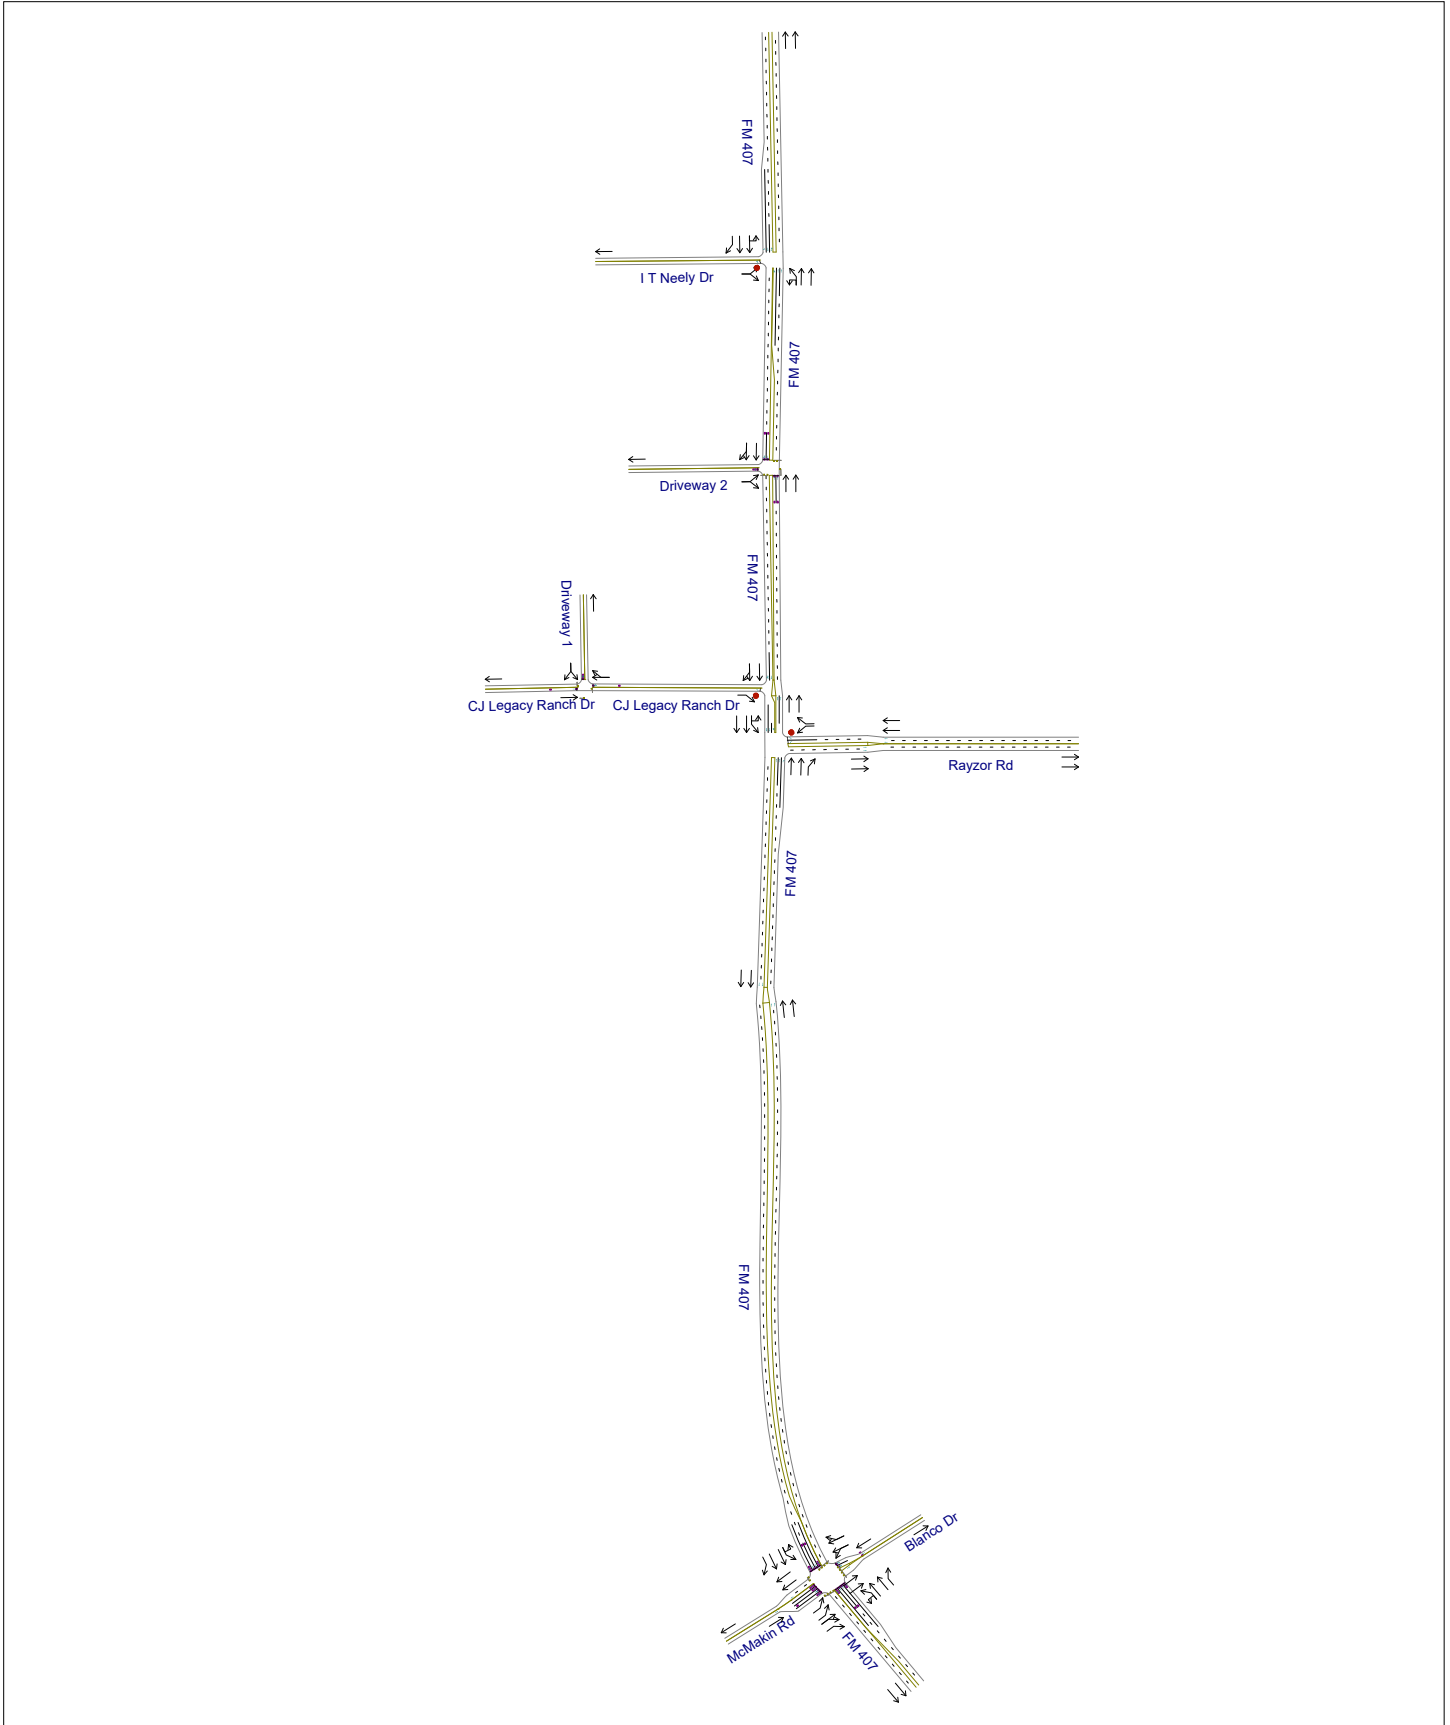 FM 407
I T Neely Dr
FM 407
Driveway 2
FM 407
Driveway 1
CJ Legacy Ranch Dr
CJ Legacy Ranch Dr
Rayzor Rd
FM 407
FM 407
Blanco Dr
McMakin Rd
FM 407